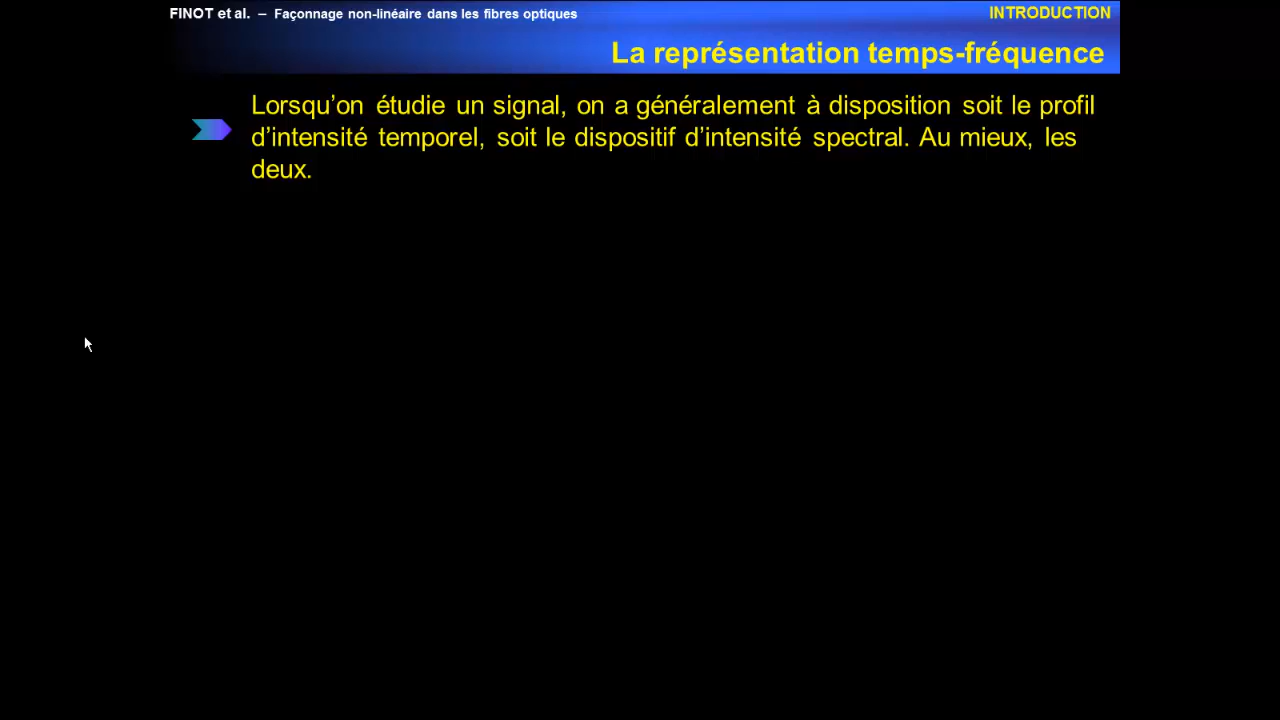 FINOT et al. – Façonnage non-linéaire dans les fibres optiques
INTRODUCTION
La représentation temps-fréquence
Lorsqu’on étudie un signal, on a généralement à disposition soit le profil
d’intensité temporel, soit le dispositif d’intensité spectral. Au mieux, les
deux.